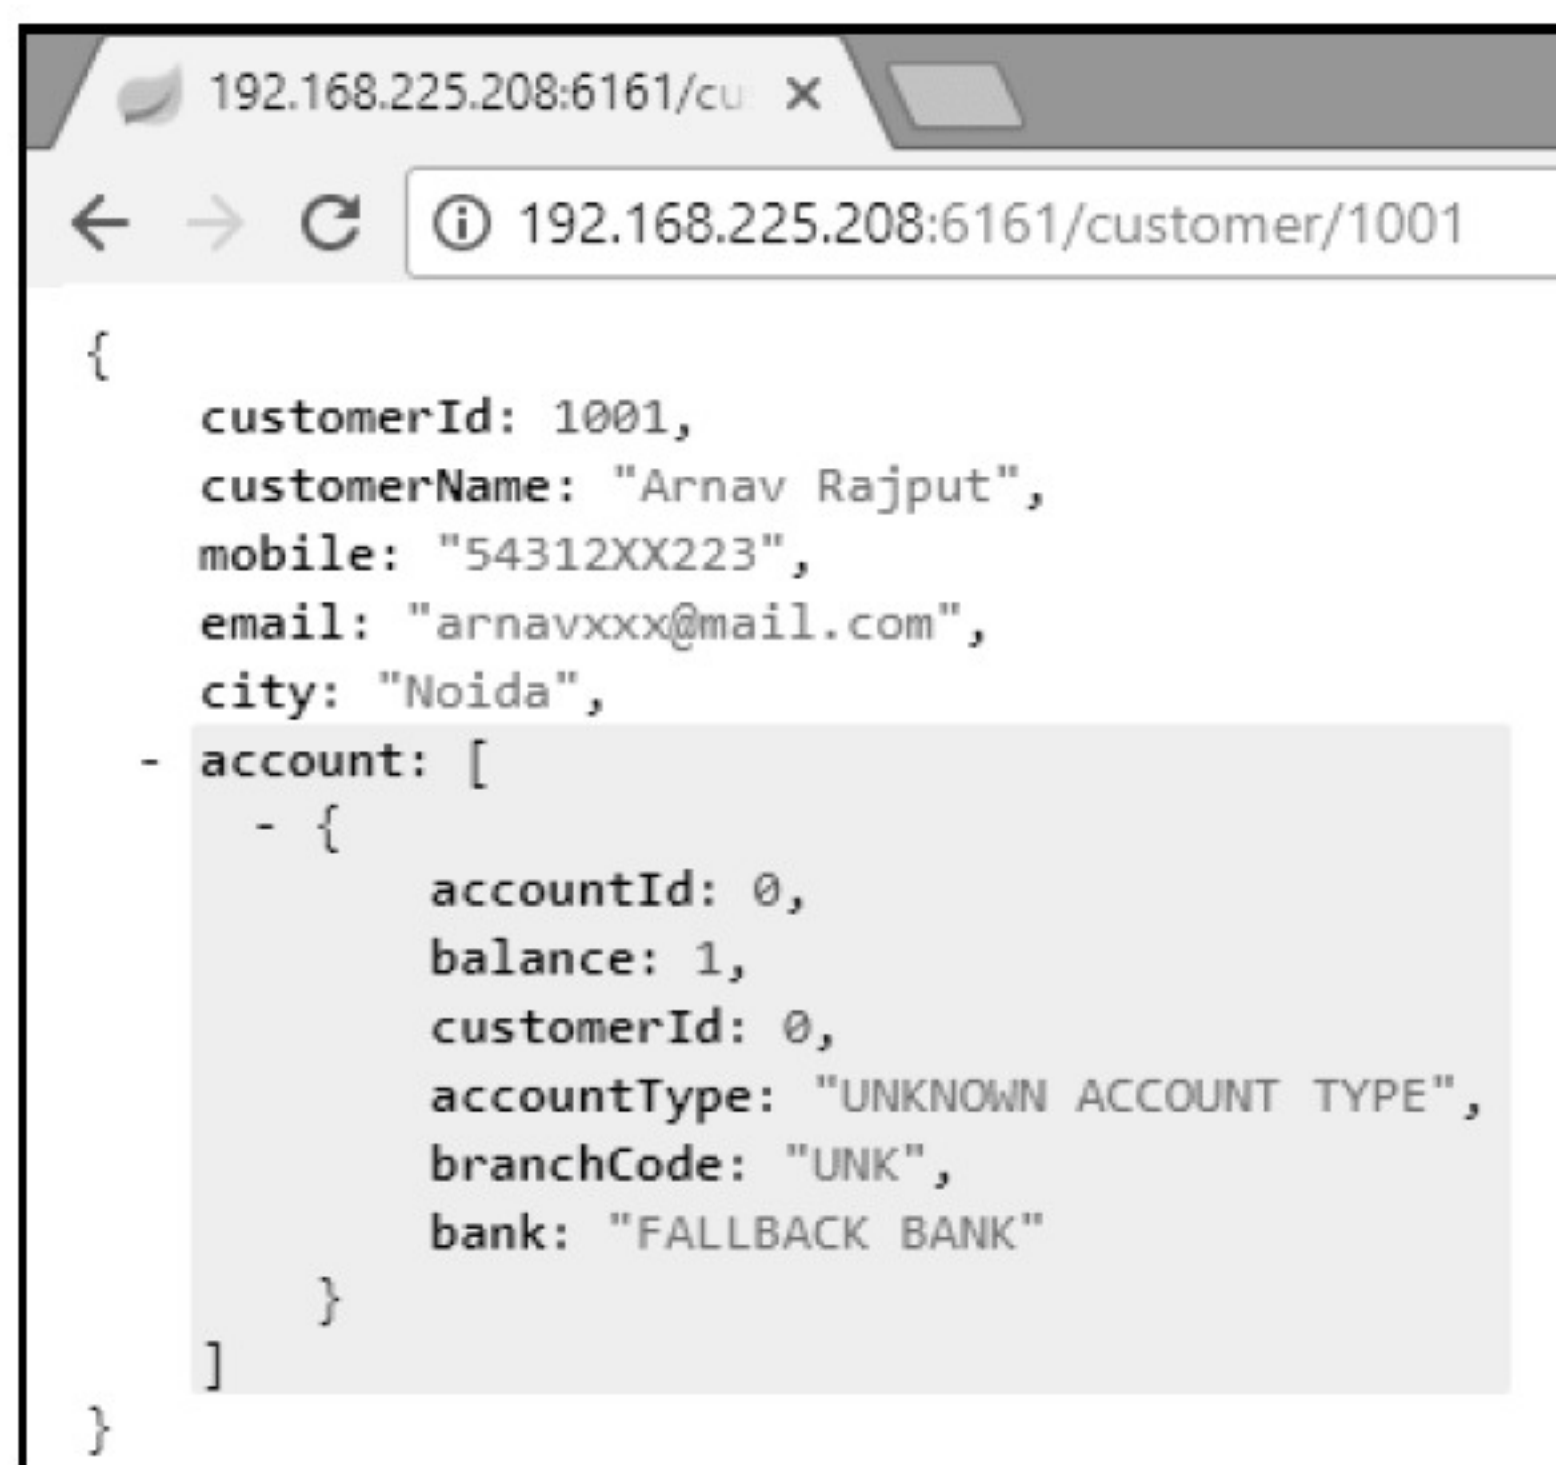 192.168.225.208:6161/cu
192.168.225.208:6161/customer/1001
{
customerId: 1001,
customerName: "Arnav Rajput",
mobile: "54312XX223",
email: "arnavxxx@mail.com",
city: "Noida",
- account: [
- {
accountId: 0,
balance: 1,
customerId: 0,
accountType: "UNKNOWN ACCOUNT TYPE",
branchCode: "UNK",
bank: "FALLBACK BANK"
}
]
}